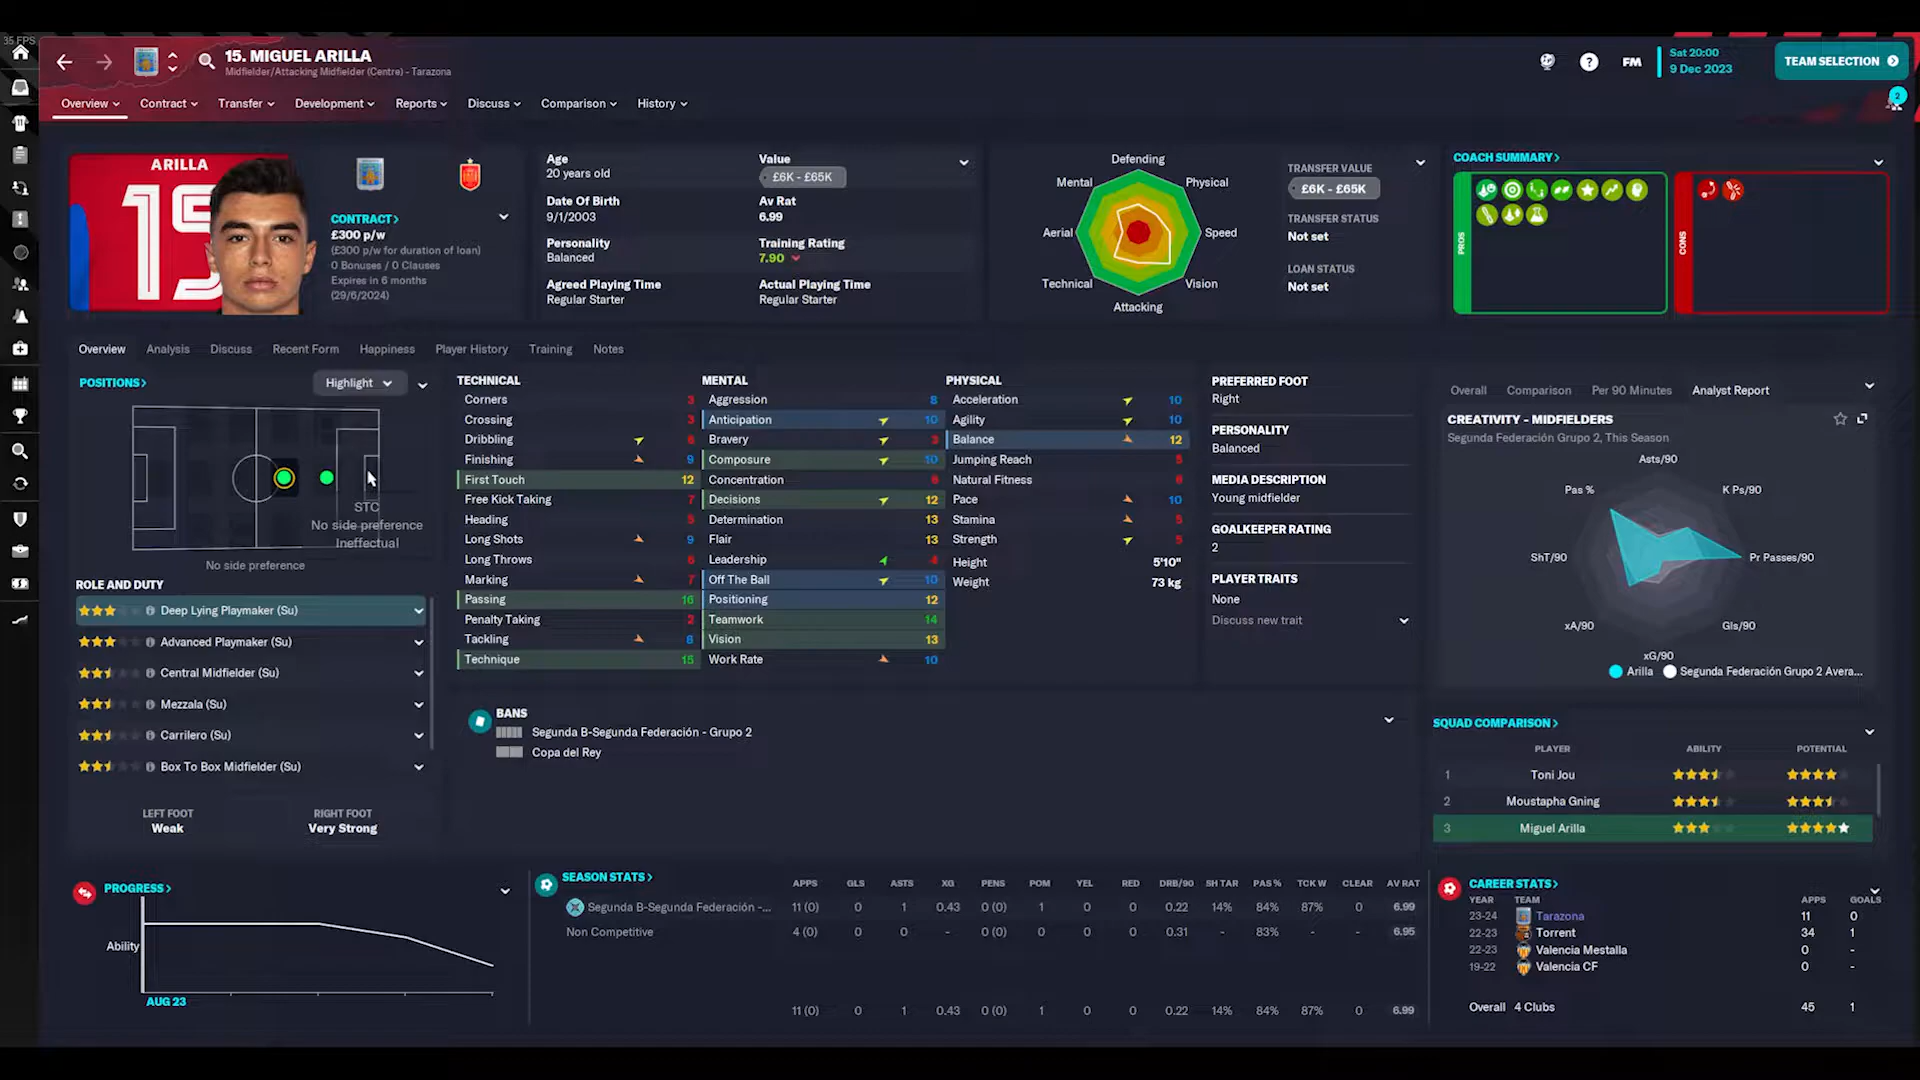 35 FPS
15. MIGUEL ARILLA
Midfielder/Attacking Midfielder (Centre) - Tarazona
FM
Sat 20:00
9 Dec 2023
TEAM SELECTION
2
Overview
Contract
Transfer
Development
Reports
Discuss
Comparison
History
ARILLA
15
CONTRACT>
£300 p/w
(£300 p/w for duration of loan)
0 Bonuses / 0 Clauses
Expires in 6 months
(29/6/2024)
Age
20 years old
Date Of Birth
9/1/2003
Personality
Balanced
Agreed Playing Time
Regular Starter
Value
£6K - £65K
Av Rat
6.99
Training Rating
7.90
Actual Playing Time
Regular Starter
Defending
Mental
Physical
Aerial
Speed
Technical
Vision
Attacking
TRANSFER VALUE
£6K - £65K
TRANSFER STATUS
Not set
LOAN STATUS
Not set
COACH SUMMARY>
PROS
CONS
Overview Analysis Discuss Recent Form Happiness Player History Training Notes
POSITIONS>
Highlight
STC
No side preference
Ineffectual
No side preference
ROLE AND DUTY
Deep Lying Playmaker (Su)
Advanced Playmaker (Su)
Central Midfielder (Su)
Mezzala (Su)
Carrilero (Su)
Box To Box Midfielder (Su)
LEFT FOOT
Weak
RIGHT FOOT
Very Strong
TECHNICAL
Corners 3
Crossing 3
Dribbling 6
Finishing 9
First Touch 12
Free Kick Taking 7
Heading 5
Long Shots 9
Long Throws 6
Marking 7
Passing 16
Penalty Taking 2
Tackling 8
Technique 15
MENTAL
Aggression 8
Anticipation 10
Bravery 3
Composure 10
Concentration 6
Decisions 12
Determination 13
Flair 13
Leadership 4
Off The Ball 10
Positioning 12
Teamwork 14
Vision 13
Work Rate 10
PHYSICAL
Acceleration 10
Agility 10
Balance 12
Jumping Reach 5
Natural Fitness 6
Pace 10
Stamina 5
Strength 5
Height 5'10"
Weight 73 kg
PREFERRED FOOT
Right
PERSONALITY
Balanced
MEDIA DESCRIPTION
Young midfielder
GOALKEEPER RATING
2
PLAYER TRAITS
None
Discuss new trait
BANS
Segunda B-Segunda Federación - Grupo 2
Copa del Rey
Overall Comparison Per 90 Minutes Analyst Report
CREATIVITY - MIDFIELDERS
Segunda Federación Grupo 2, This Season
Asts/90
Pas %
K Ps/90
ShT/90
Pr Passes/90
xA/90
Gls/90
xG/90
Arilla
Segunda Federación Grupo 2 Avera...
SQUAD COMPARISON>
PLAYER ABILITY POTENTIAL
1 Toni Jou
2 Moustapha Gning
3 Miguel Arilla
PROGRESS>
Ability
AUG 23
SEASON STATS>
APPS GLS ASTS XG PENS POM YEL RED DRB/90 SH TAR PAS % TCK W CLEAR AV RAT
Segunda B-Segunda Federación -... 11 (0) 0 1 0.43 0 (0) 1 0 0 0.22 14% 84% 87% 0 6.99
Non Competitive 4 (0) 0 0 - 0 (0) 0 0 0 0.31 - 83% - - 6.95
11 (0) 0 1 0.43 0 (0) 1 0 0 0.22 14% 84% 87% 0 6.99
CAREER STATS>
YEAR TEAM APPS GOALS
23-24 Tarazona 11 0
22-23 Torrent 34 1
22-23 Valencia Mestalla 0 -
19-22 Valencia CF 0 -
Overall 4 Clubs 45 1